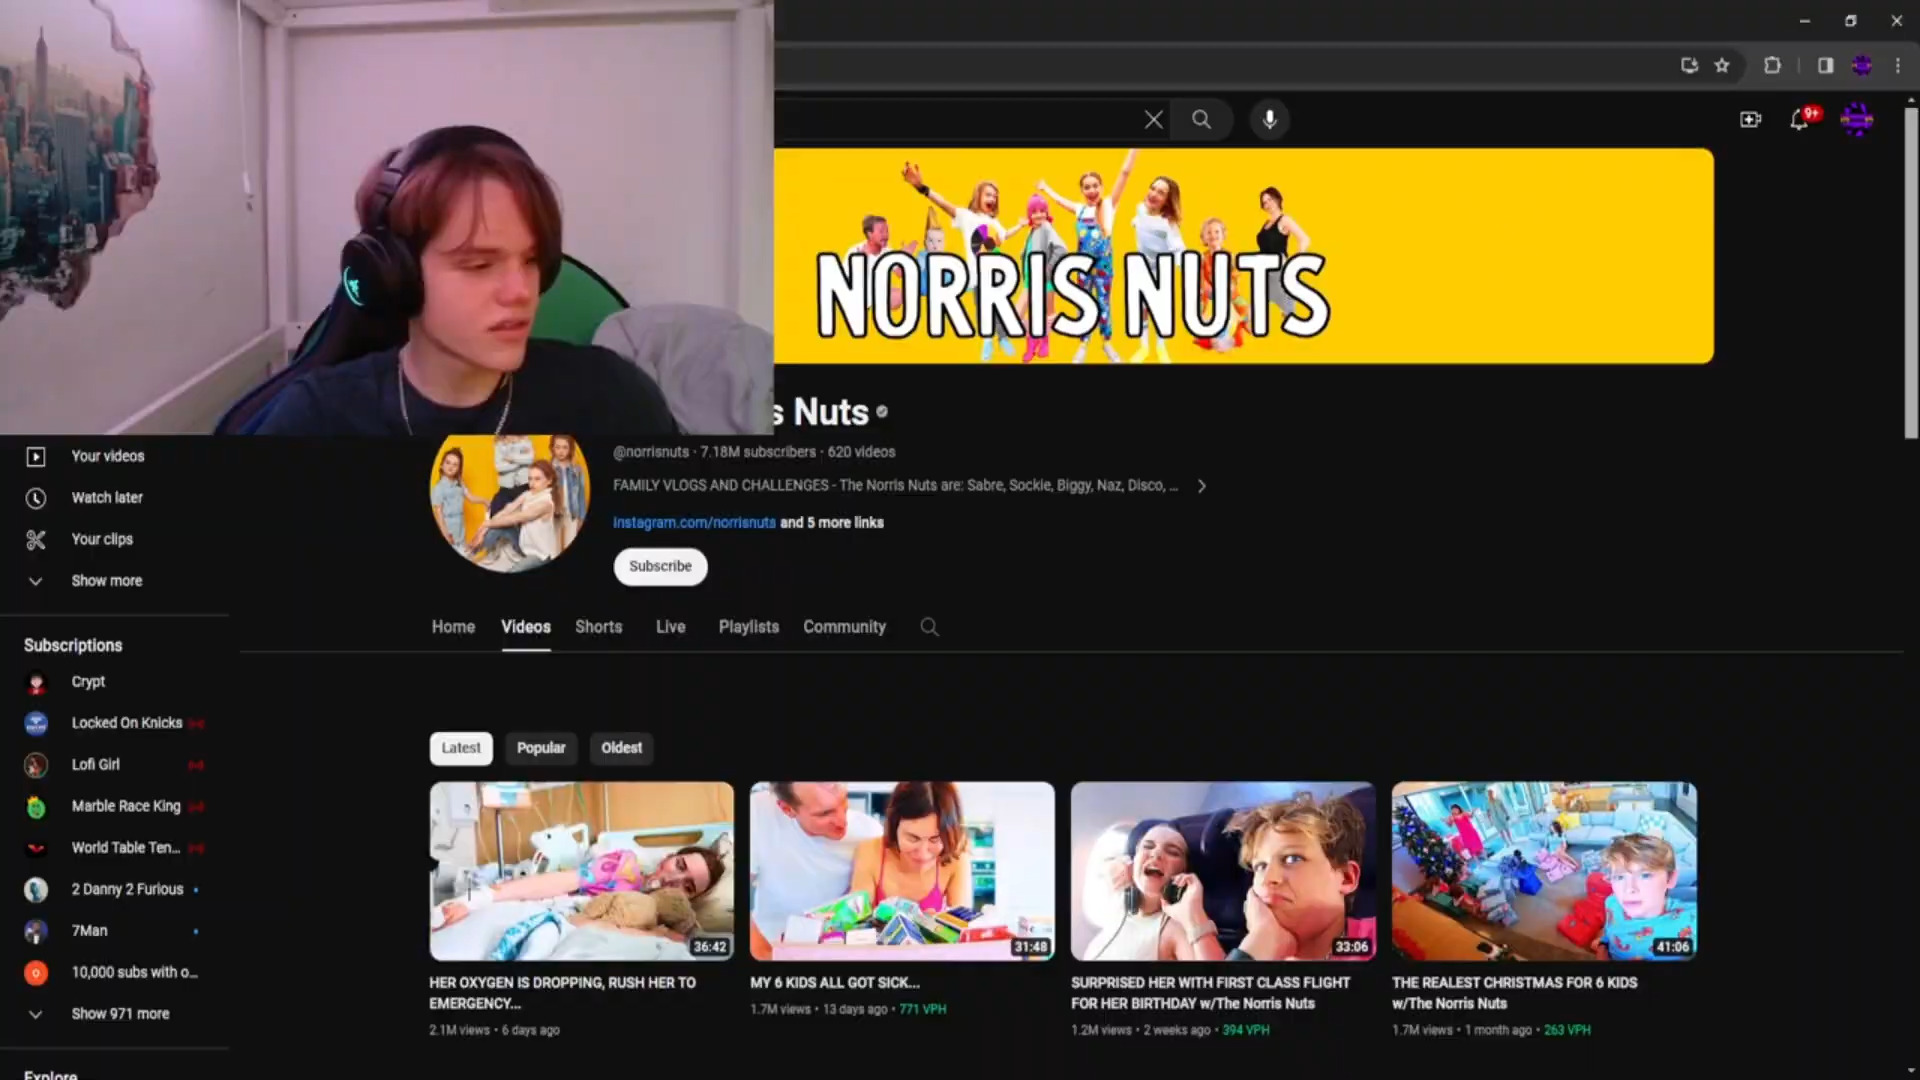 9+
NORRIS NUTS
s Nuts
@norrisnuts · 7.18M subscribers · 620 videos
FAMILY VLOGS AND CHALLENGES - The Norris Nuts are: Sabre, Sockie, Biggy, Naz, Disco, ...
instagram.com/norrisnuts and 5 more links
Subscribe
Your videos
Watch later
Your clips
Show more
Home Videos Shorts Live Playlists Community
Subscriptions
Crypt
Locked On Knicks
Lofi Girl
Marble Race King
World Table Ten...
2 Danny 2 Furious
7Man
10,000 subs with o...
Show 971 more
Explore
Latest Popular Oldest
36:42
31:48
33:06
41:06
HER OXYGEN IS DROPPING, RUSH HER TO
EMERGENCY...
2.1M views · 6 days ago
MY 6 KIDS ALL GOT SICK...
1.7M views · 13 days ago · 771 VPH
SURPRISED HER WITH FIRST CLASS FLIGHT
FOR HER BIRTHDAY w/The Norris Nuts
1.2M views · 2 weeks ago · 394 VPH
THE REALEST CHRISTMAS FOR 6 KIDS
w/The Norris Nuts
1.7M views · 1 month ago · 263 VPH